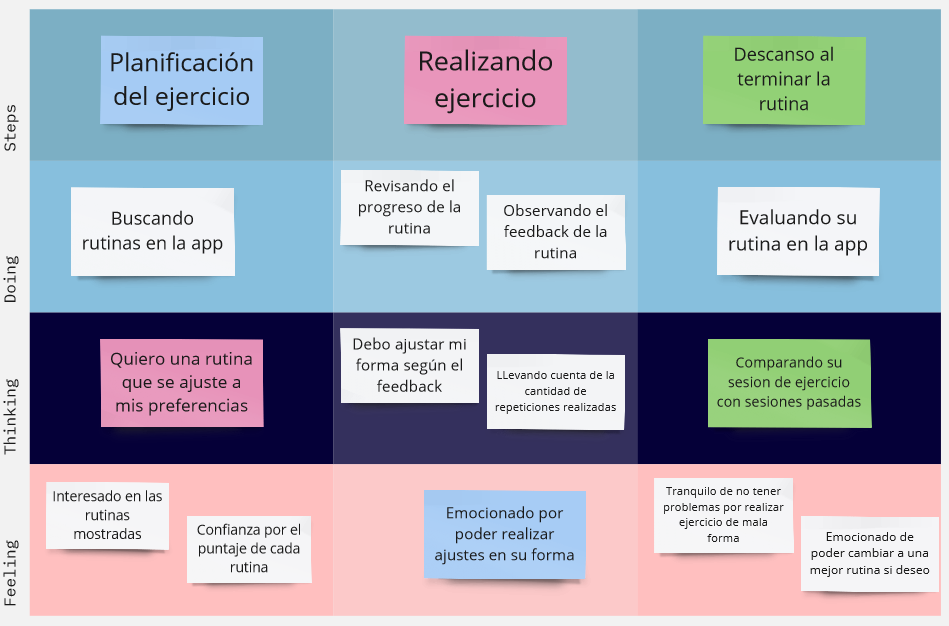 Steps
Planificación
del ejercicio
Realizando
ejercicio
Descanso al
terminar la
rutina
Doing
Buscando
rutinas en la app
Revisando el
progreso de la
rutina
Observando el
feedback de la
rutina
Evaluando su
rutina en la app
Thinking
Quiero una rutina
que se ajuste a
mis preferencias
Debo ajustar mi
forma según el
feedback
LLevando cuenta de la
cantidad de
repeticiones realizadas
Comparando su
sesion de ejercicio
con sesiones pasadas
Feeling
Interesado en las
rutinas
mostradas
Confianza por el
puntaje de cada
rutina
Emocionado por
poder realizar
ajustes en su forma
Tranquilo de no tener
problemas por realizar
ejercicio de mala
forma
Emocionado de
poder cambiar a una
mejor rutina si deseo